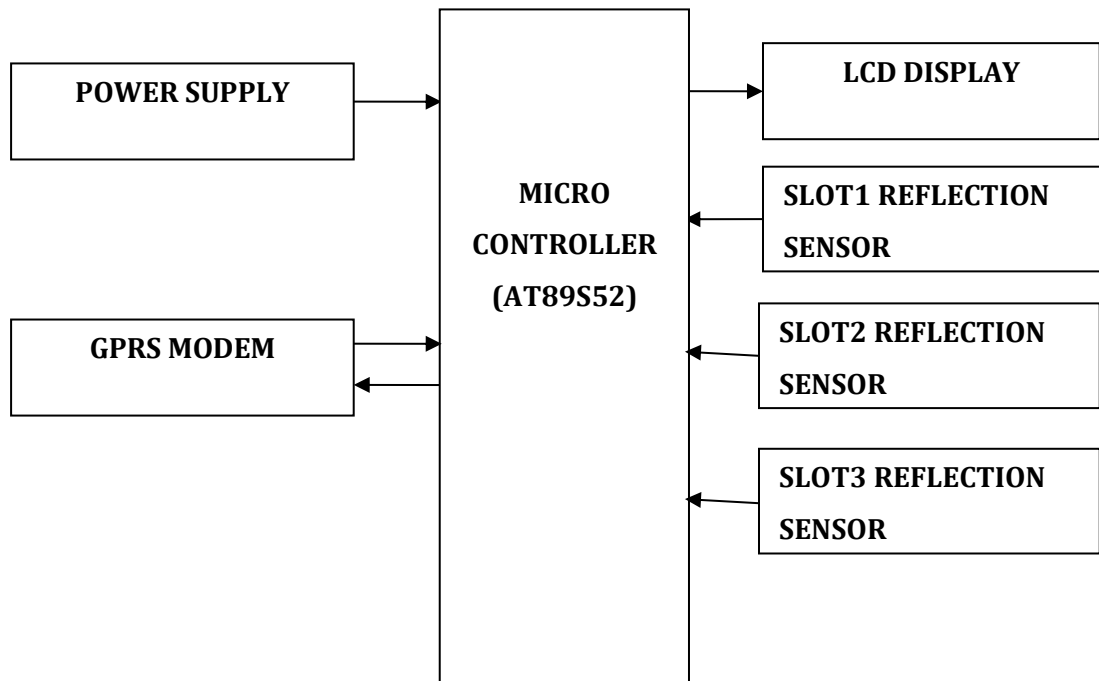 POWER SUPPLY
GPRS MODEM
MICRO
CONTROLLER
(AT89S52)
LCD DISPLAY
SLOT1 REFLECTION
SENSOR
SLOT2 REFLECTION
SENSOR
SLOT3 REFLECTION
SENSOR